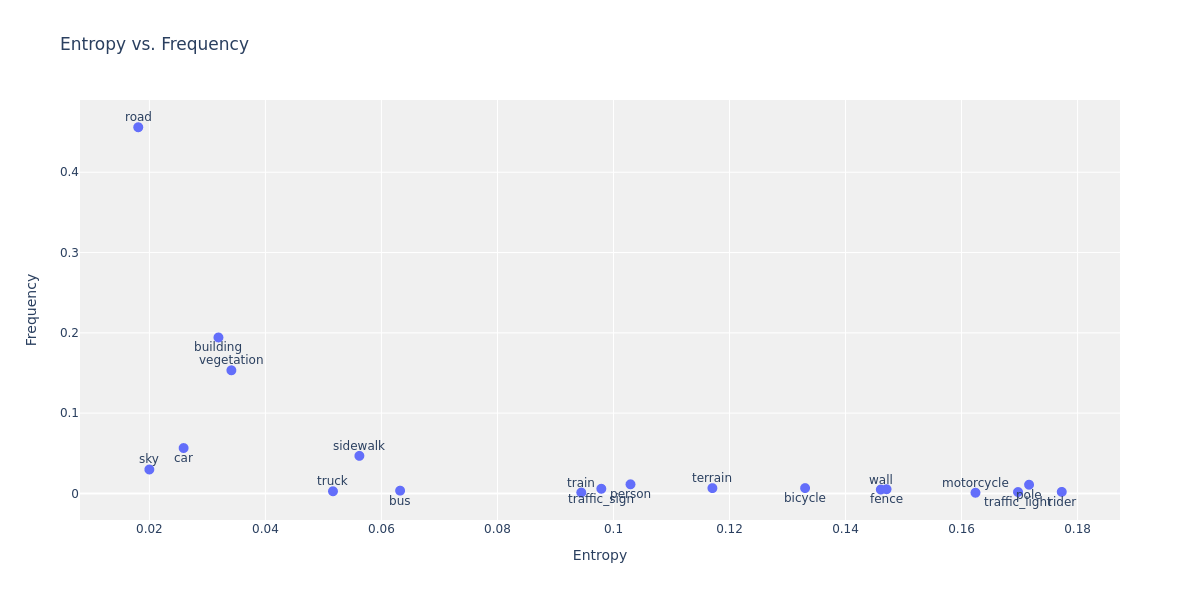 Entropy vs. Frequency
road
0.4
0.3
0.2
building
vegetation
0.1
sidewalk
sky
car
truck
train
terrain
wall
motorcycle
0
bus
traffic_sign
person
bicycle
fence
pole
traffic_light
rider
0.02 0.04 0.06 0.08 0.1 0.12 0.14 0.16 0.18
Entropy
Frequency